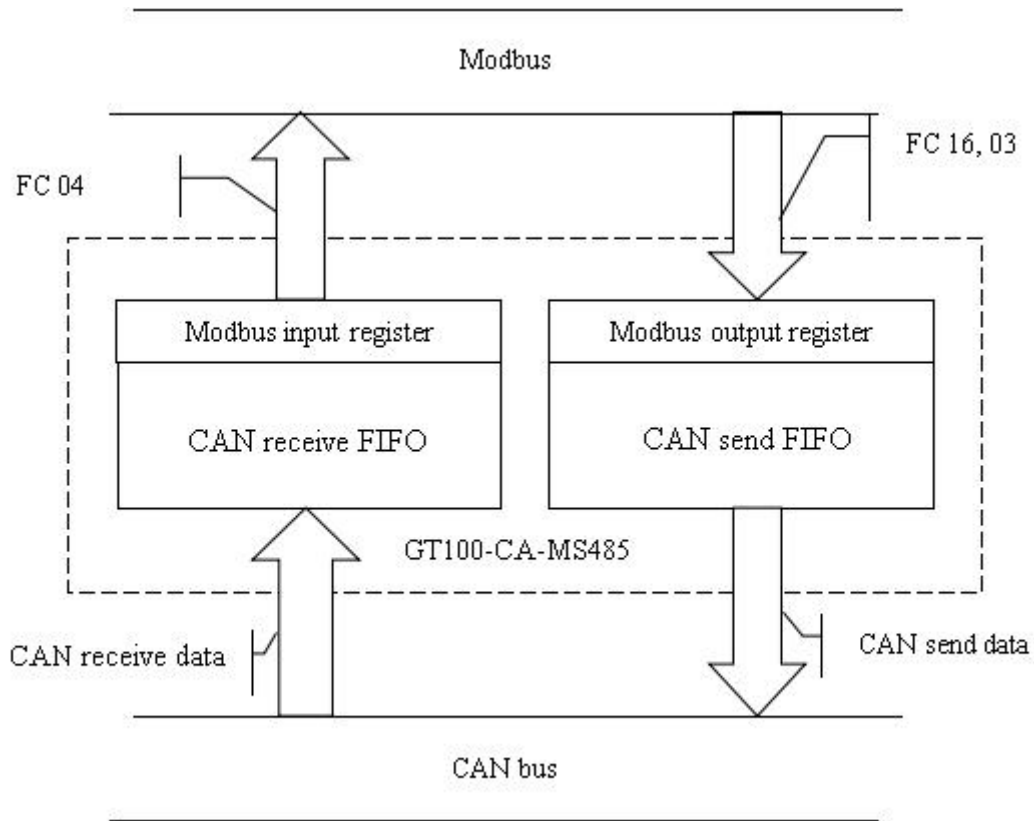 Modbus
FC 16, 03
FC 04
Modbus input register
Modbus output register
CAN receive FIFO
CAN send FIFO
GT100-CA-MS485
CAN receive data
CAN send data
CAN bus